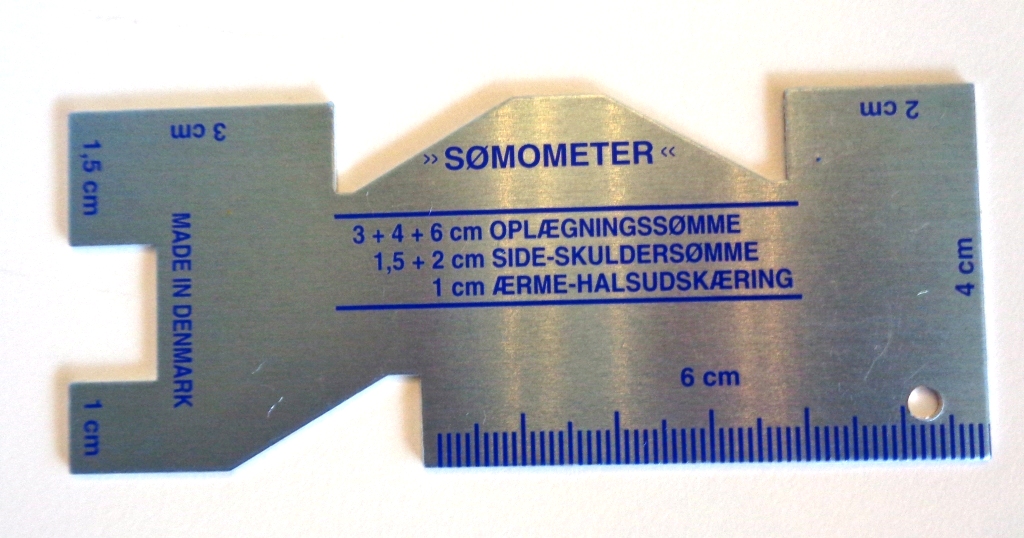 3 cm
2 cm
1,5 cm
»SØMOMETER«
MADE IN DENMARK
3 + 4 + 6 cm OPLÆGNINGSSØMME
1,5 + 2 cm SIDE-SKULDERSØMME
1 cm ÆRME-HALSUDSKÆRING
4 cm
6 cm
1 cm